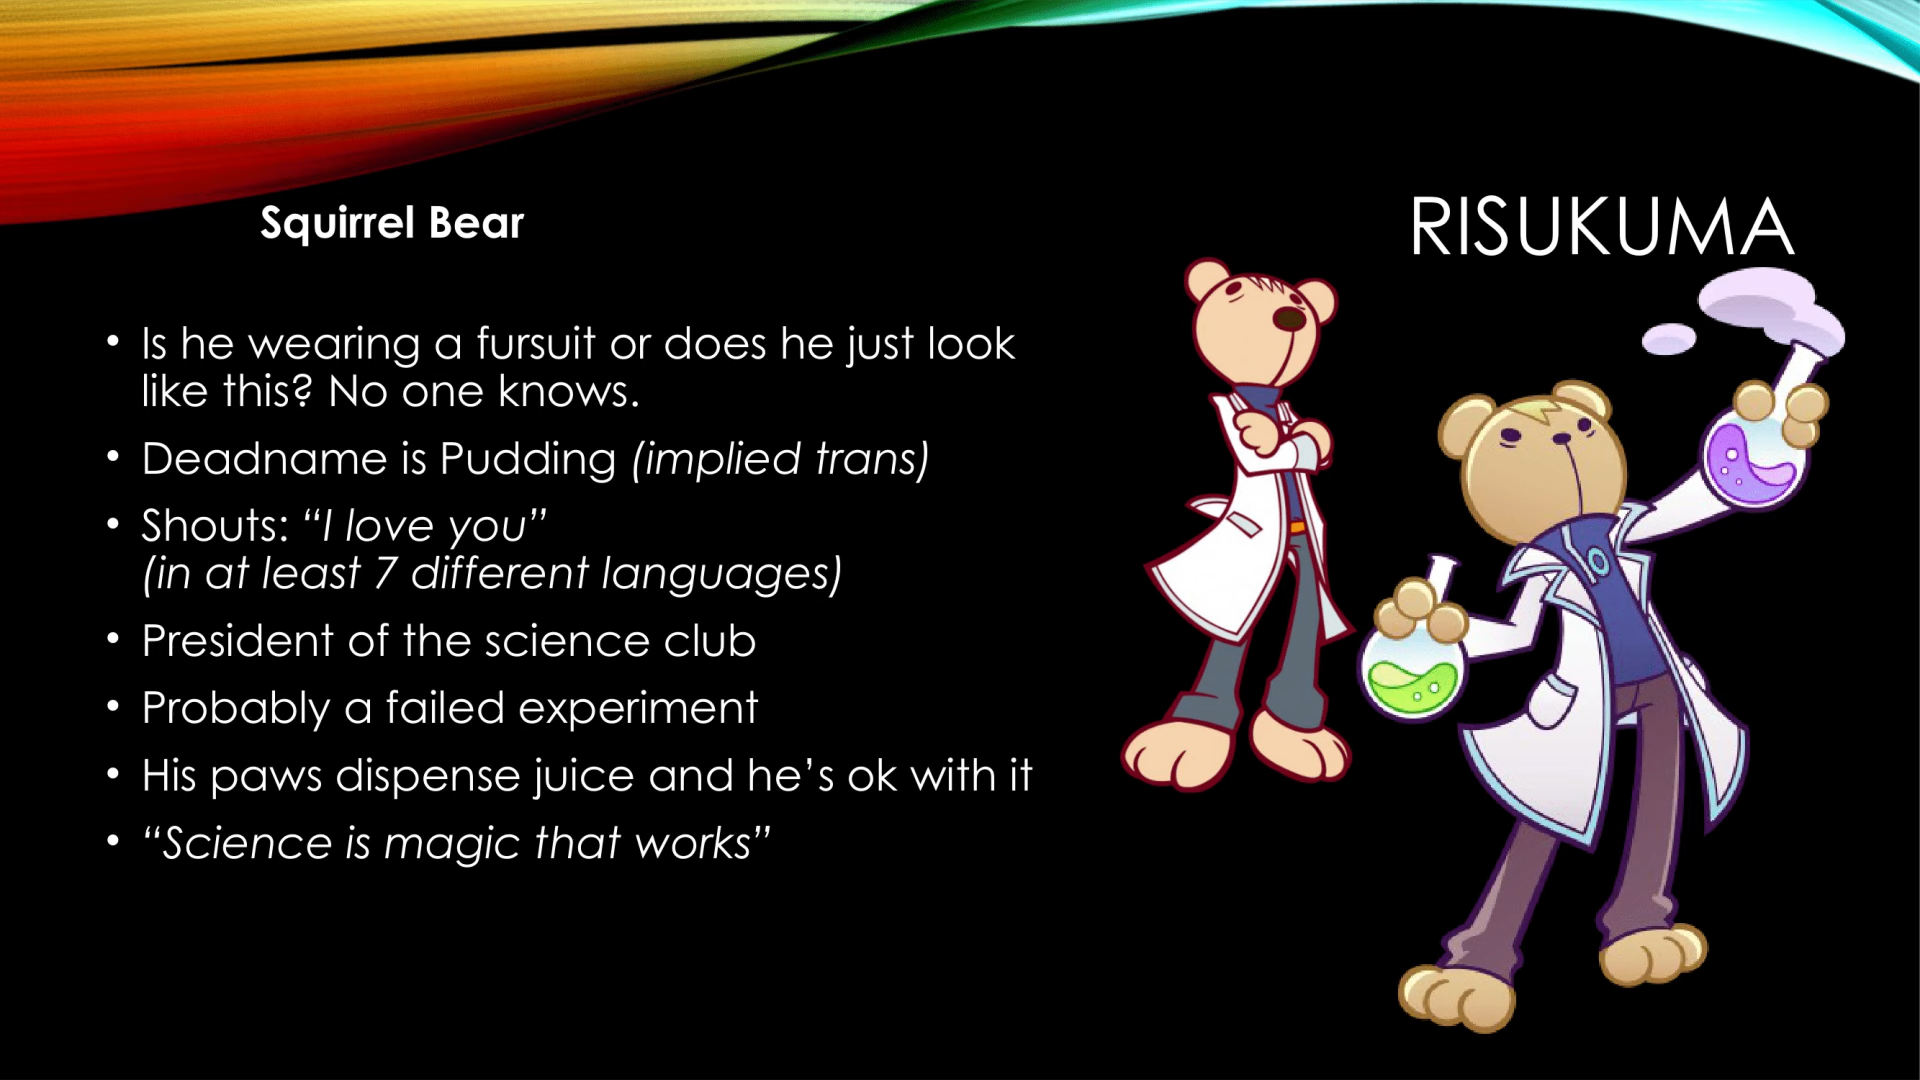 Squirrel Bear
RISUKUMA
• Is he wearing a fursuit or does he just look
like this? No one knows.
• Deadname is Pudding (implied trans)
• Shouts: “I love you”
(in at least 7 different languages)
• President of the science club
• Probably a failed experiment
• His paws dispense juice and he’s ok with it
• “Science is magic that works”